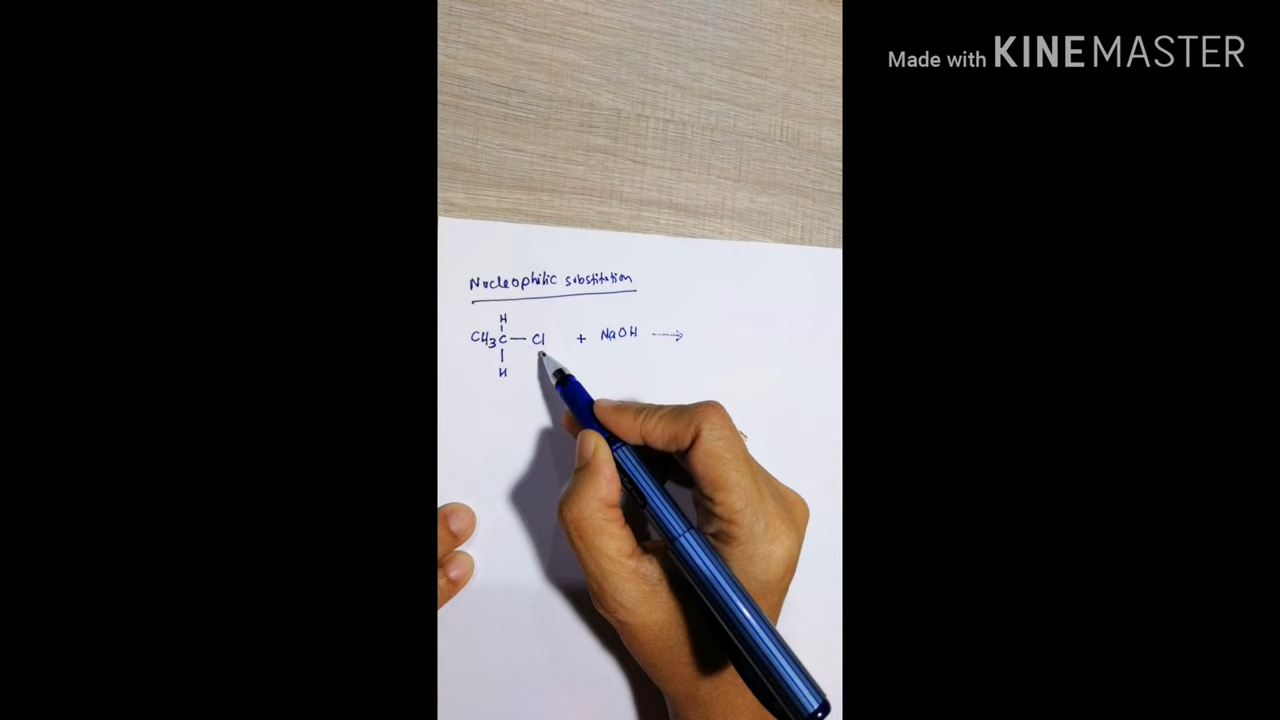 Made with KINEMASTER
Nucleophilic substitution
H
CH3C — Cl + NaOH ⟶
H